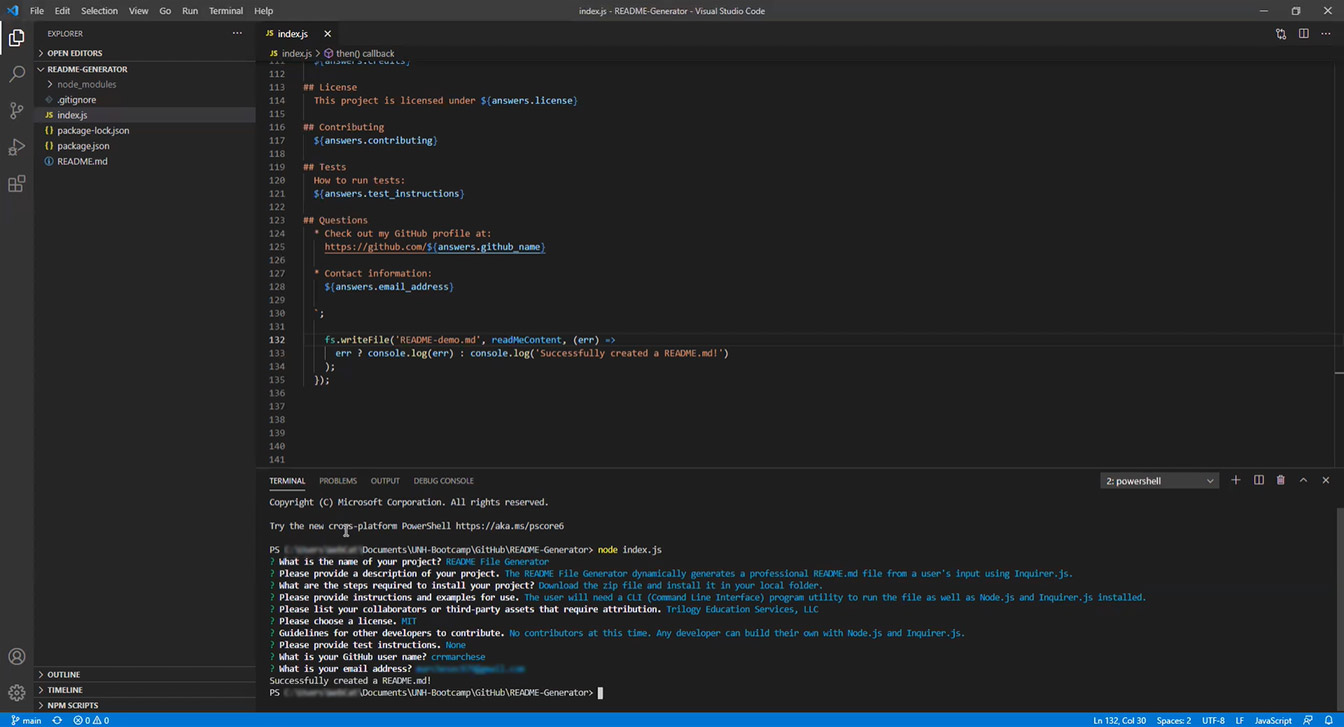 File Edit Selection View Go Run Terminal Help
index.js - README-Generator - Visual Studio Code
EXPLORER
OPEN EDITORS
README-GENERATOR
node_modules
.gitignore
JS index.js
{} package-lock.json
{} package.json
README.md
OUTLINE
TIMELINE
NPM SCRIPTS
JS index.js
JS index.js > then() callback
111 ${answers.credits}
112
113 ## License
114 This project is licensed under ${answers.license}
115
116 ## Contributing
117 ${answers.contributing}
118
119 ## Tests
120 How to run tests:
121 ${answers.test_instructions}
122
123 ## Questions
124 * Check out my GitHub profile at:
125 https://github.com/${answers.github_name}
126
127 * Contact information:
128 ${answers.email_address}
129
130 `;
131
132 fs.writeFile('README-demo.md', readMeContent, (err) =>
133 err ? console.log(err) : console.log('Successfully created a README.md!')
134 );
135 });
136
137
138
139
140
141
TERMINAL PROBLEMS OUTPUT DEBUG CONSOLE
2: powershell
Copyright (C) Microsoft Corporation. All rights reserved.
Try the new cross-platform PowerShell https://aka.ms/pscore6
PS Documents\UNH-Bootcamp\GitHub\README-Generator> node index.js
? What is the name of your project? README File Generator
? Please provide a description of your project. The README File Generator dynamically generates a professional README.md file from a user's input using Inquirer.js.
? What are the steps required to install your project? Download the zip file and install it in your local folder.
? Please provide instructions and examples for use. The user will need a CLI (Command Line Interface) program utility to run the file as well as Node.js and Inquirer.js installed.
? Please list your collaborators or third-party assets that require attribution. Trilogy Education Services, LLC
? Please choose a license. MIT
? Guidelines for other developers to contribute. No contributors at this time. Any developer can build their own with Node.js and Inquirer.js.
? Please provide test instructions. None
? What is your GitHub user name? crrmarchese
? What is your email address?
Successfully created a README.md!
PS Documents\UNH-Bootcamp\GitHub\README-Generator>
main 0 0
Ln 132, Col 30 Spaces: 2 UTF-8 LF JavaScript